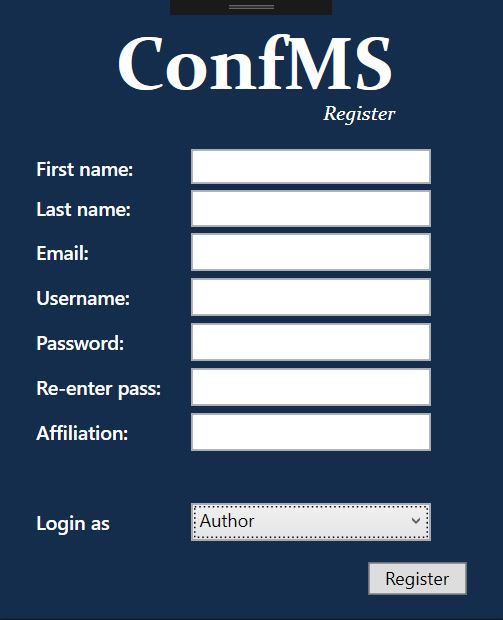 ConfMS
Register
First name:
Last name:
Email:
Username:
Password:
Re-enter pass:
Affiliation:
Login as
Author
Register